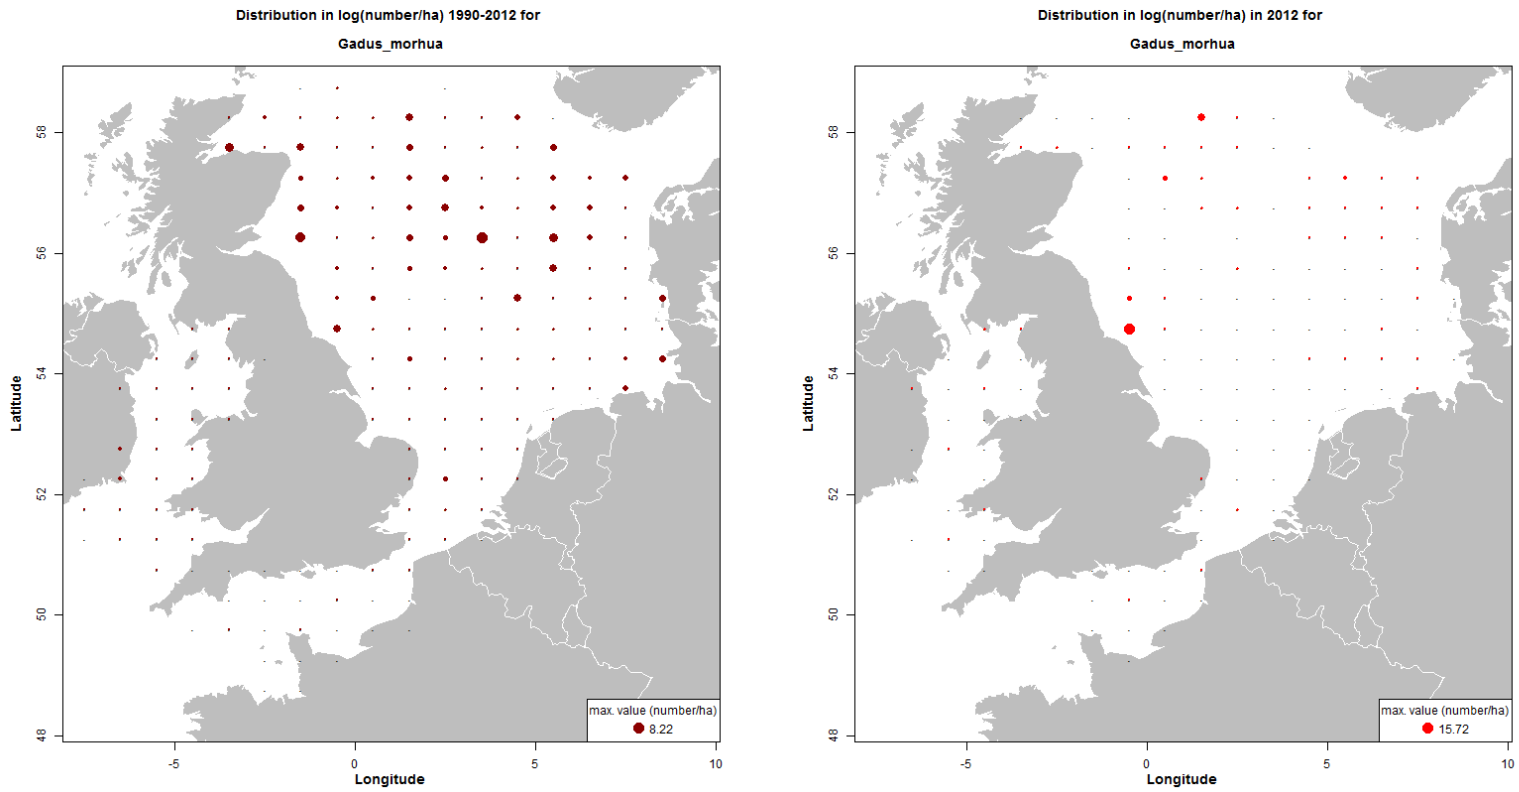 Distribution in log(number/ha) 1990-2012 for
Gadus_morhua
Latitude
58
56
54
52
50
48
max. value (number/ha)
8.22
-5
0
5
10
Longitude
Distribution in log(number/ha) in 2012 for
Gadus_morhua
Latitude
58
56
54
52
50
48
max. value (number/ha)
15.72
-5
0
5
10
Longitude